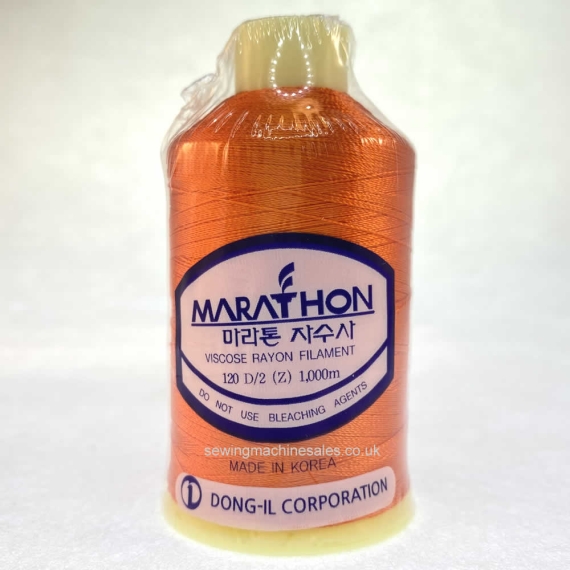 MARATHON
마라톤 자수사
VISCOSE RAYON FILAMENT
120 D/2 (Z) 1,000m
DO NOT USE BLEACHING AGENTS
sewingmachinesales.co.uk
MADE IN KOREA
DONG-IL CORPORATION